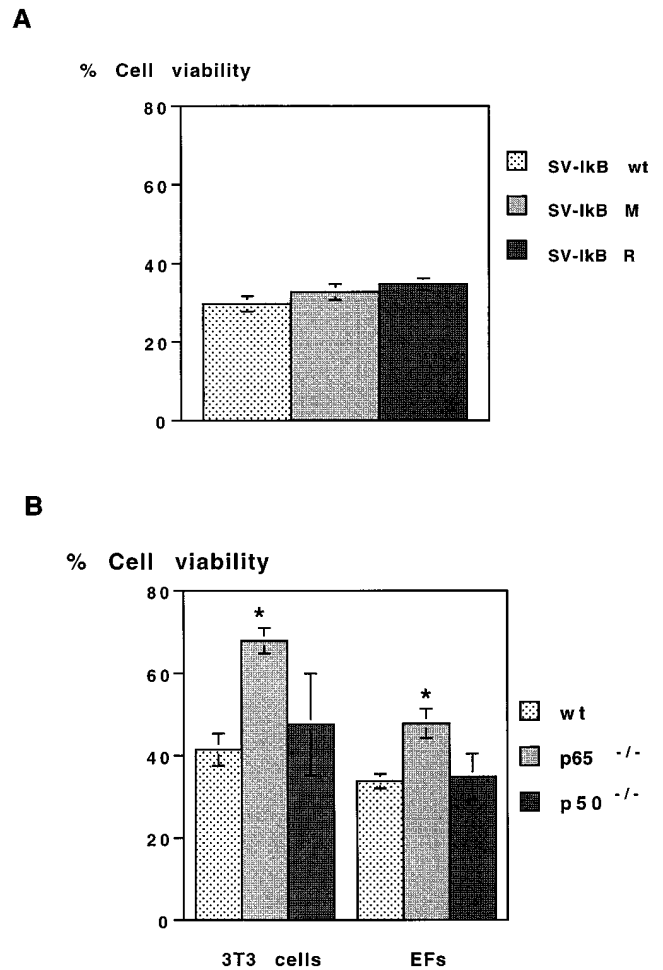 A
% Cell viability
80
60
40
20
0
SV-IkB wt
SV-IkB M
SV-IkB R
B
% Cell viability
80
60
40
20
0
*
*
wt
p65 -/-
p50 -/-
3T3 cells
EFs